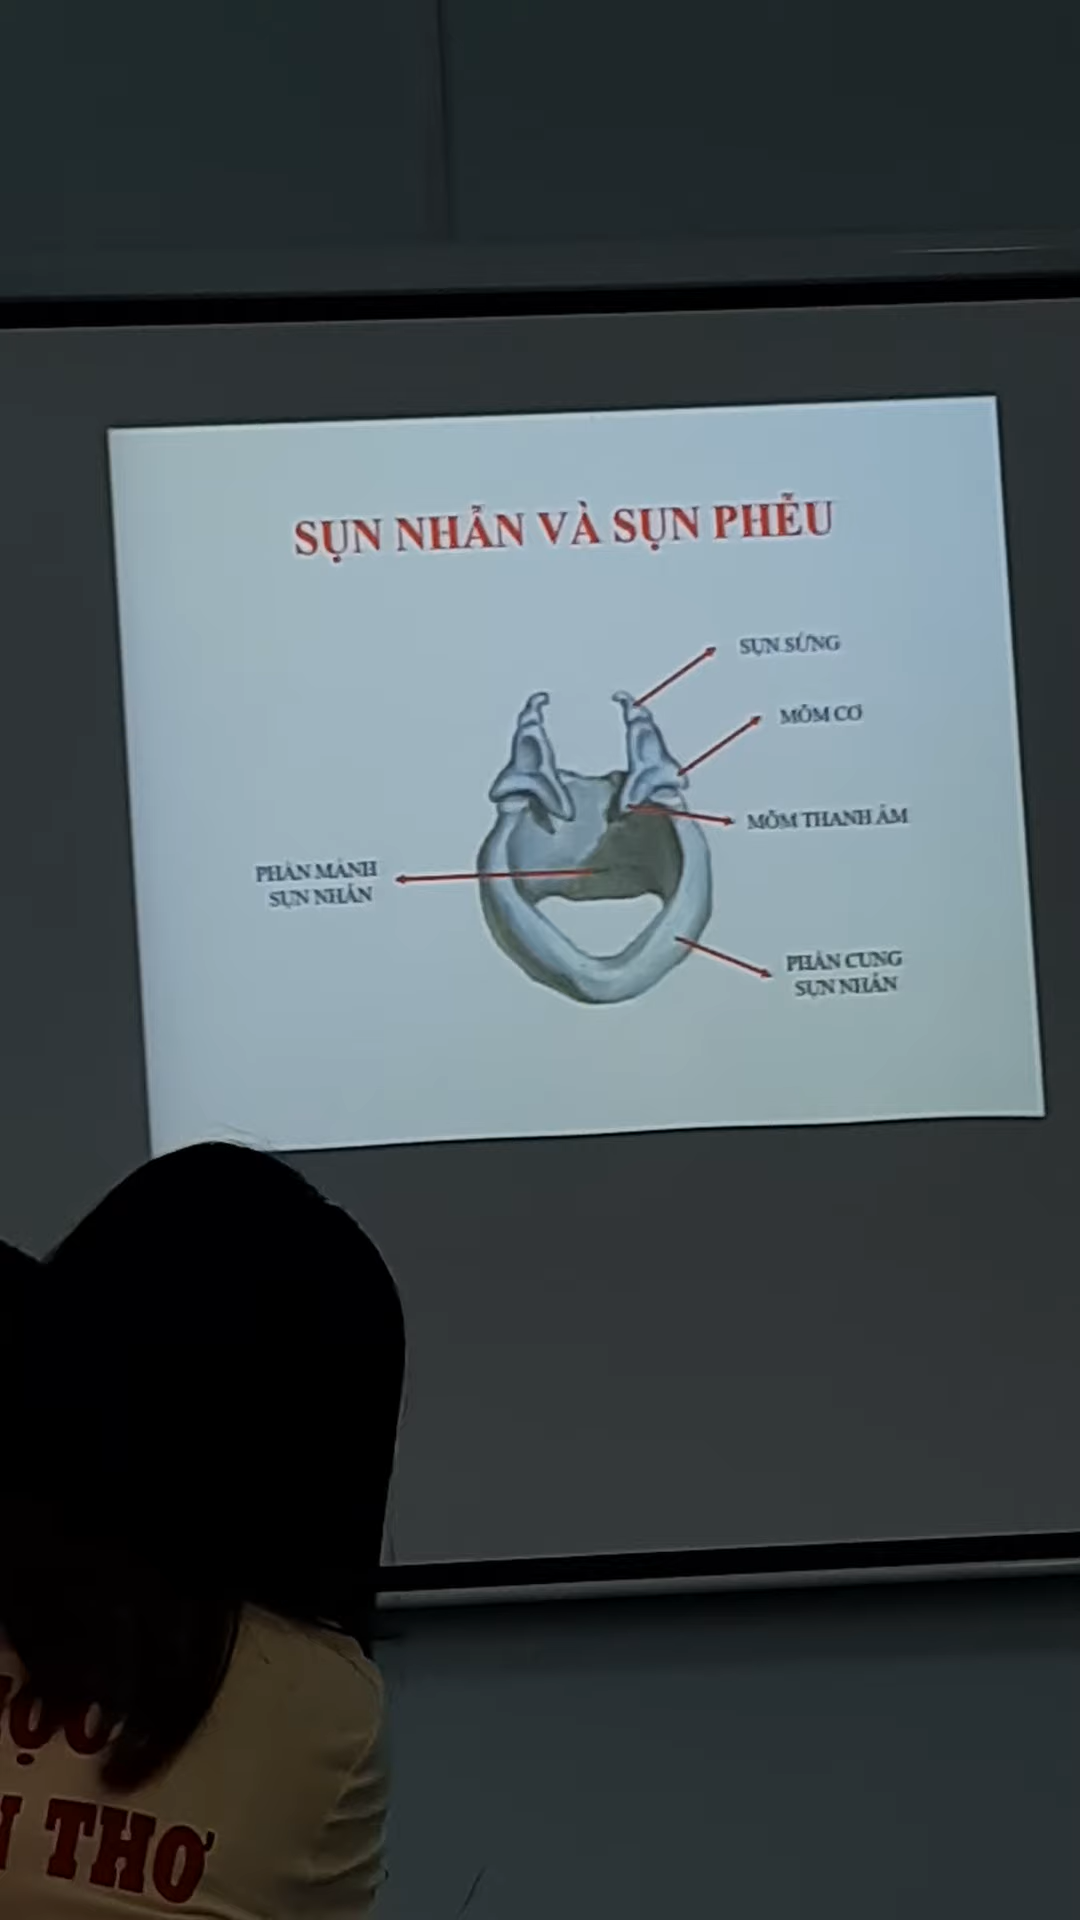 SỤN NHẪN VÀ SỤN PHỄU
SỤN SỪNG
MÕM CƠ
MÕM THANH ÂM
PHẦN MẢNH
SỤN NHẪN
PHẦN CUNG
SỤN NHẪN
THƠ